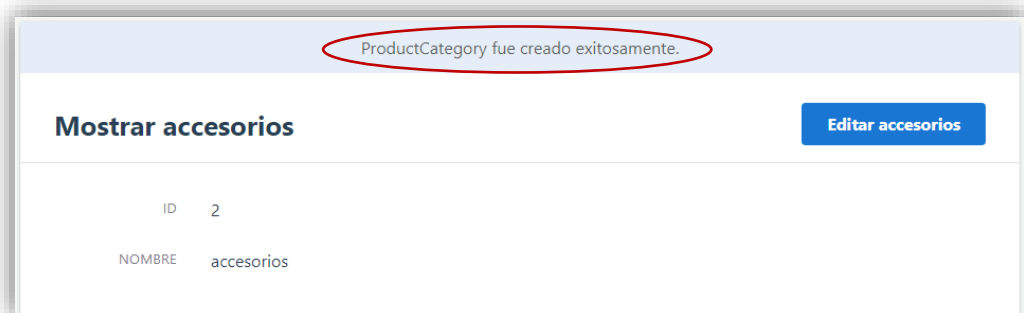 ProductCategory fue creado exitosamente.
Mostrar accesorios
Editar accesorios
ID 2
NOMBRE accesorios